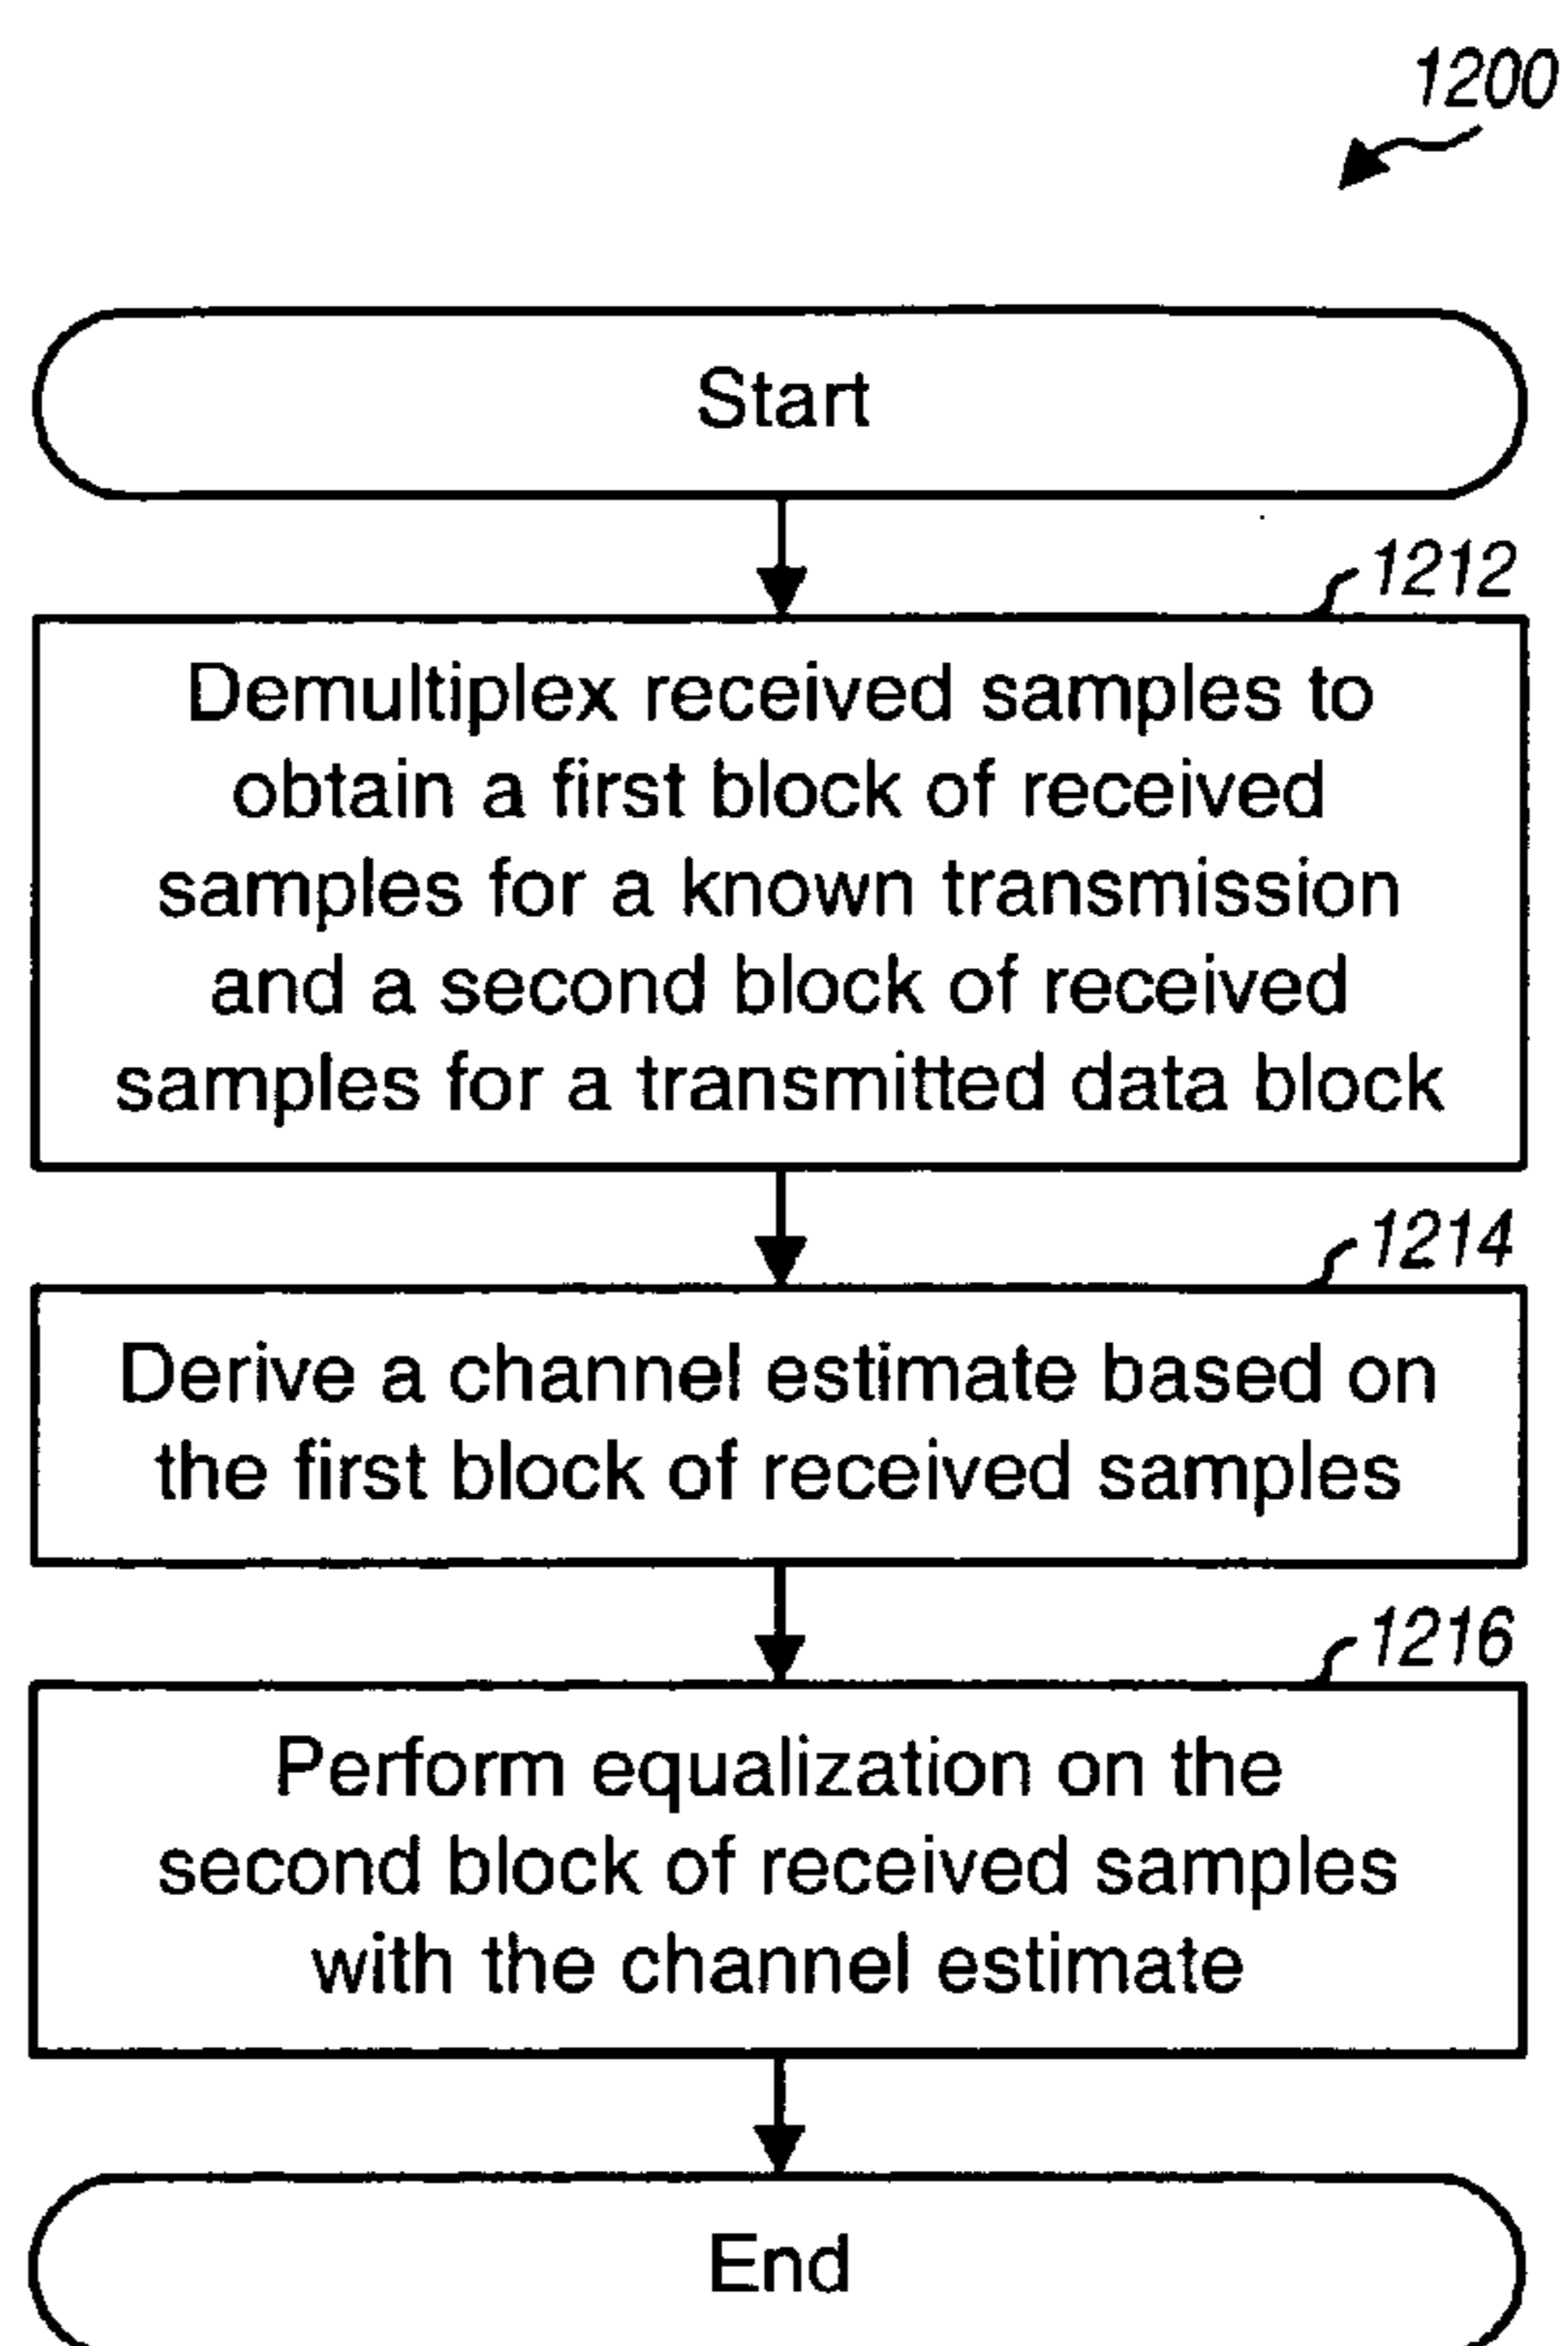 1200
Start
1212
Demultiplex received samples to
obtain a first block of received
samples for a known transmission
and a second block of received
samples for a transmitted data block
1214
Derive a channel estimate based on
the first block of received samples
1216
Perform equalization on the
second block of received samples
with the channel estimate
End